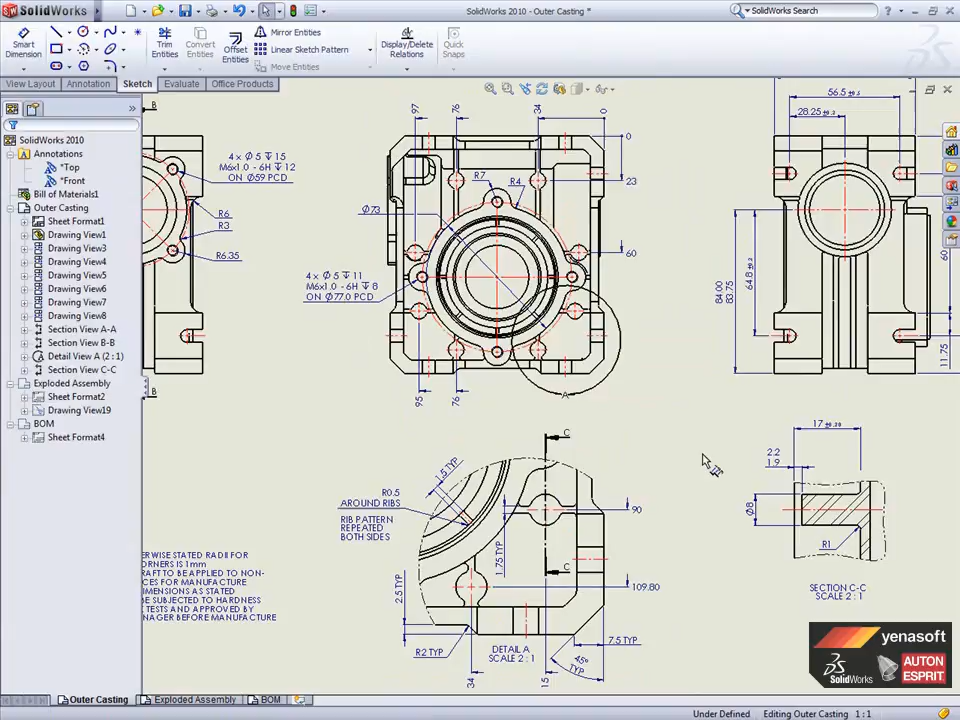 SolidWorks
SolidWorks 2010 - Outer Casting *
SolidWorks Search
Smart Dimension
Trim Entities
Convert Entities
Offset Entities
Mirror Entities
Linear Sketch Pattern
Move Entities
Display/Delete Relations
Quick Snaps
View Layout
Annotation
Sketch
Evaluate
Office Products
SolidWorks 2010
Annotations
*Top
*Front
Bill of Materials1
Outer Casting
Sheet Format1
Drawing View1
Drawing View3
Drawing View4
Drawing View5
Drawing View6
Drawing View7
Drawing View8
Section View A-A
Section View B-B
Detail View A (2 : 1)
Section View C-C
Exploded Assembly
Sheet Format2
Drawing View19
BOM
Sheet Format4
B
4 x Ø 5 ↧ 15
M6x1.0 - 6H ↧ 12
ON Ø59 PCD
R6
R3
R6.35
B
97
76
34
0
0
23
60
R7
R4
Ø73
4 x Ø 5 ↧ 11
M6x1.0 - 6H ↧ 8
ON Ø77.0 PCD
95
76
A
56.5
28.25
84.00
83.75
64.8
60
11.75
C
1.5 TYP
R0.5
AROUND RIBS
RIB PATTERN
REPEATED
BOTH SIDES
1.75 TYP
90
C
109.80
2.5 TYP
R2 TYP
DETAIL A
SCALE 2 : 1
7.5 TYP
45°
TYP
34
15
17
2.2
1.9
Ø8
R1
SECTION C-C
SCALE 2 : 1
ERWISE STATED RADII FOR
ORNERS IS 1mm
RAFT TO BE APPLIED TO NON-
CES FOR MANUFACTURE
DIMENSIONS AS STATED
BE SUBJECTED TO HARDNESS
TESTS AND APPROVED BY
NAGER BEFORE MANUFACTURE
yenasoft
SolidWorks
AUTON
ESPRIT
Outer Casting
Exploded Assembly
BOM
Under Defined
Editing Outer Casting
1 : 1